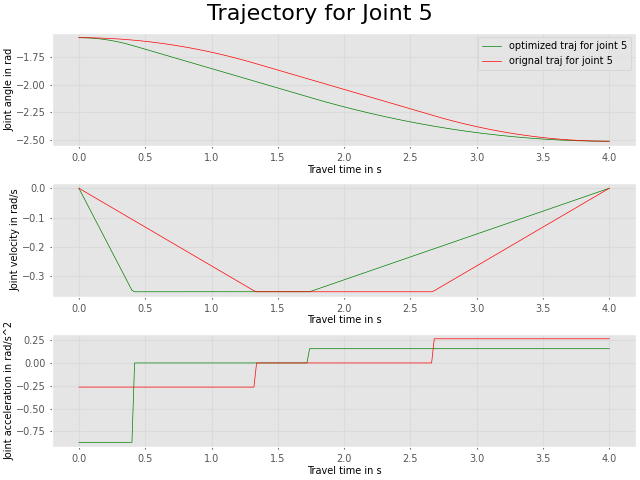 Trajectory for Joint 5
Joint angle in rad
−1.75
−2.00
−2.25
−2.50
optimized traj for joint 5
orignal traj for joint 5
0.0 0.5 1.0 1.5 2.0 2.5 3.0 3.5 4.0
Travel time in s
Joint velocity in rad/s
0.0
−0.1
−0.2
−0.3
0.0 0.5 1.0 1.5 2.0 2.5 3.0 3.5 4.0
Travel time in s
Joint acceleration in rad/s^2
0.25
0.00
−0.25
−0.50
−0.75
0.0 0.5 1.0 1.5 2.0 2.5 3.0 3.5 4.0
Travel time in s